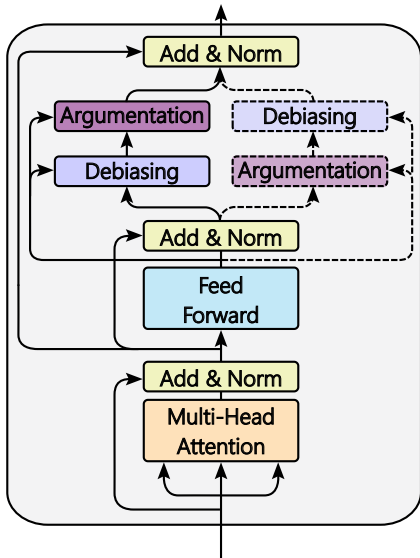 Add & Norm
Argumentation
Debiasing
Debiasing
Argumentation
Add & Norm
Feed
Forward
Add & Norm
Multi-Head
Attention